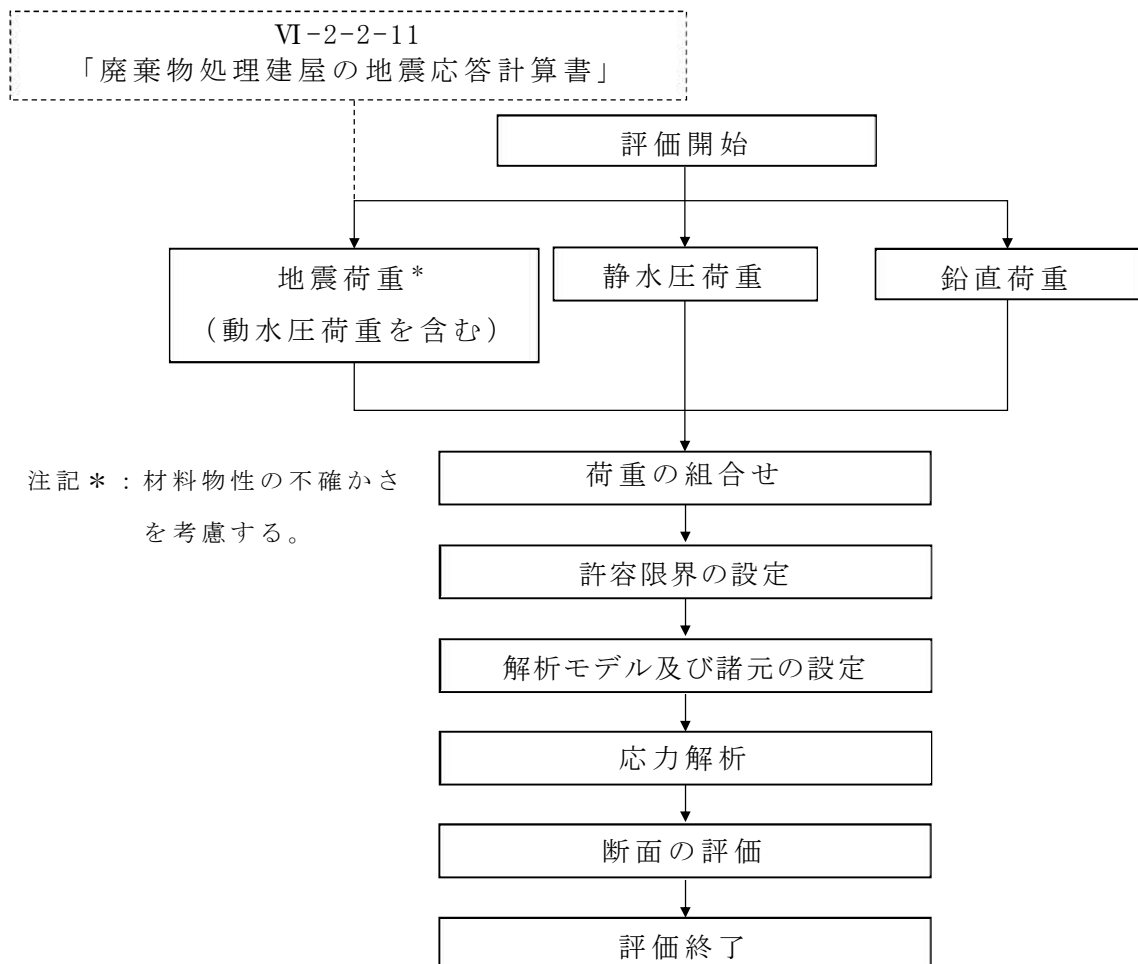 Ⅵ-2-2-11
「廃棄物処理建屋の地震応答計算書」
評価開始
地震荷重*
(動水圧荷重を含む)
静水圧荷重
鉛直荷重
注記*:材料物性の不確かさ
を考慮する。
荷重の組合せ
許容限界の設定
解析モデル及び諸元の設定
応力解析
断面の評価
評価終了